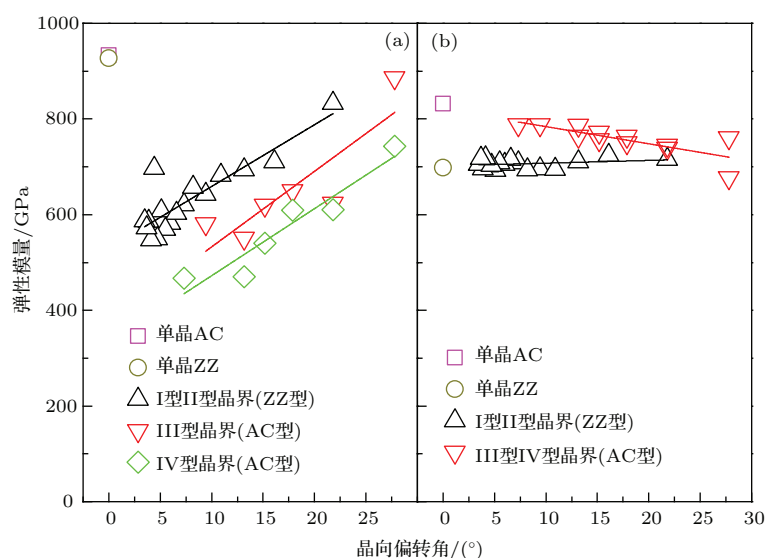 1000
800
600
400
200
0
弹性模量/GPa
(a)
单晶AC
单晶ZZ
I型II型晶界(ZZ型)
III型晶界(AC型)
IV型晶界(AC型)
0 5 10 15 20 25
(b)
单晶AC
单晶ZZ
I型II型晶界(ZZ型)
III型IV型晶界(AC型)
0 5 10 15 20 25 30
晶向偏转角/(°)